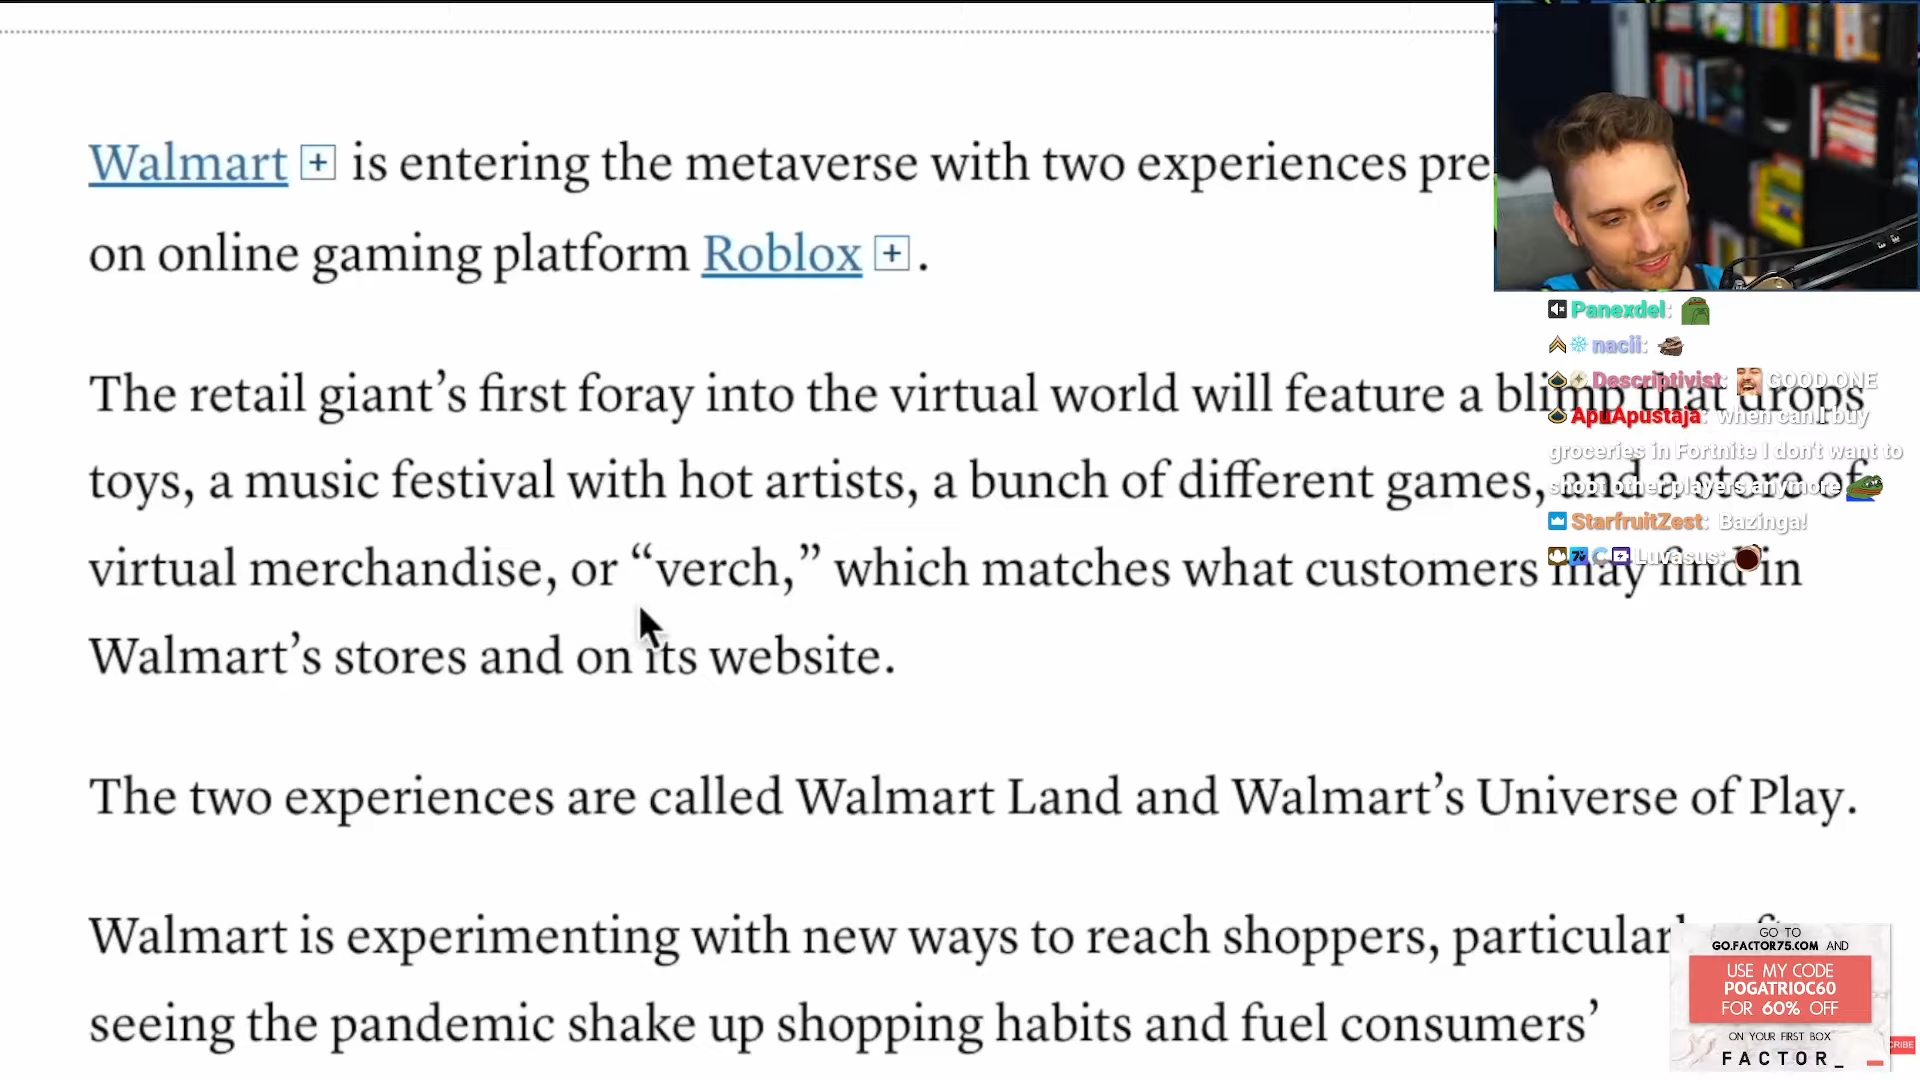 Walmart + is entering the metaverse with two experiences pre
on online gaming platform Roblox + .
The retail giant’s first foray into the virtual world will feature a blimp that drops
toys, a music festival with hot artists, a bunch of different games, and a store of
virtual merchandise, or “verch,” which matches what customers may find in
Walmart’s stores and on its website.
The two experiences are called Walmart Land and Walmart’s Universe of Play.
Walmart is experimenting with new ways to reach shoppers,
seeing the pandemic shake up shopping habits and fuel consumers’
Panexdel:
nacii:
Descriptivist: GOOD ONE
ApuApustaja: when can I buy
groceries in Fortnite I don't want to
shoot other players anymore
StarfruitZest: Bazinga!
Luvasus:
GO TO
GO.FACTOR75.COM AND
USE MY CODE
POGATRIOC60
FOR 60% OFF
ON YOUR FIRST BOX
FACTOR_